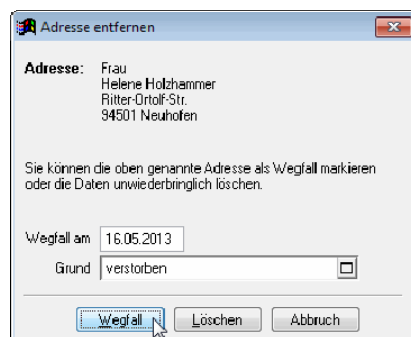 Adresse entfernen
Adresse: Frau
Helene Holzhammer
Ritter-Ortolf-Str.
94501 Neuhofen
Sie können die oben genannte Adresse als Wegfall markieren
oder die Daten unwiederbringlich löschen.
Wegfall am 16.05.2013
Grund verstorben
Wegfall Löschen Abbruch